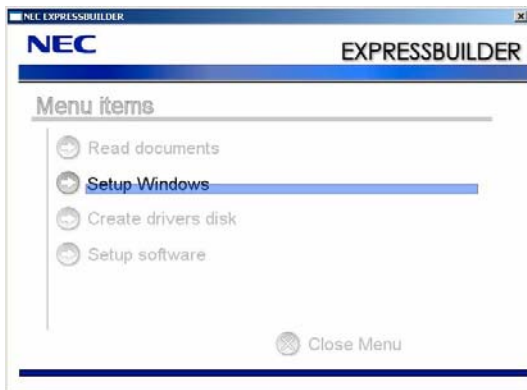 NEC EXPRESSBUILDER
NEC
EXPRESSBUILDER
Menu items
Read documents
Setup Windows
Create drivers disk
Setup software
Close Menu